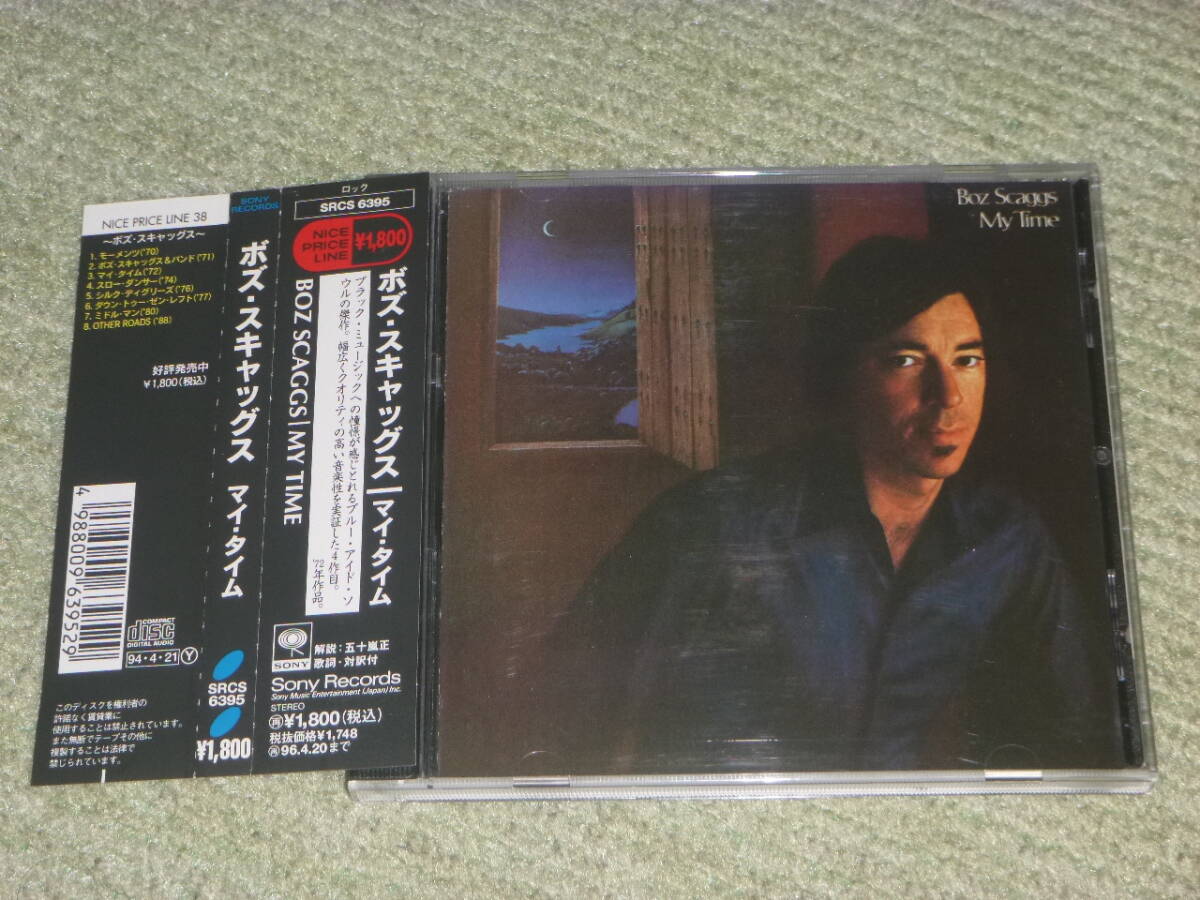 NICE PRICE LINE 38
～ボズ・スキャッグス～
1. モーメンツ('70)
2. ボズ・スキャッグス＆バンド('71)
3. マイ・タイム('72)
4. スロー・ダンサー('74)
5. シルク・ディグリーズ('76)
6. ダウン・トゥー・ゼン・レフト('77)
7. ミドル・マン('80)
8. OTHER ROADS ('88)
好評発売中
¥1,800(税込)
4 988009 639529
COMPACT
disc
DIGITAL AUDIO
94・4・21 Y
このディスクを権利者の
許諾なく賃貸業に
使用することは禁止されています。
また無断でテープその他に
複製することは法律で
禁じられています。
SONY
RECORDS
ボズ・スキャッグス マイ・タイム
SRCS
6395
¥1,800
ロック
SRCS 6395
NICE
PRICE
LINE
¥1,800
ボズ・スキャッグス|マイ・タイム
BOZ SCAGGS|MY TIME
ブラック・ミュージックへの憧憬が感じとれるブルー・アイド・ソ
ウルの傑作。幅広くクオリティの高い音楽性を実証した4作目。
'72年作品。
SONY
解説:五十嵐正
歌詞・対訳付
Sony Records
Sony Music Entertainment (Japan) Inc.
STEREO
再¥1,800(税込)
税抜価格¥1,748
再96.4.20まで
Boz Scaggs
My Time